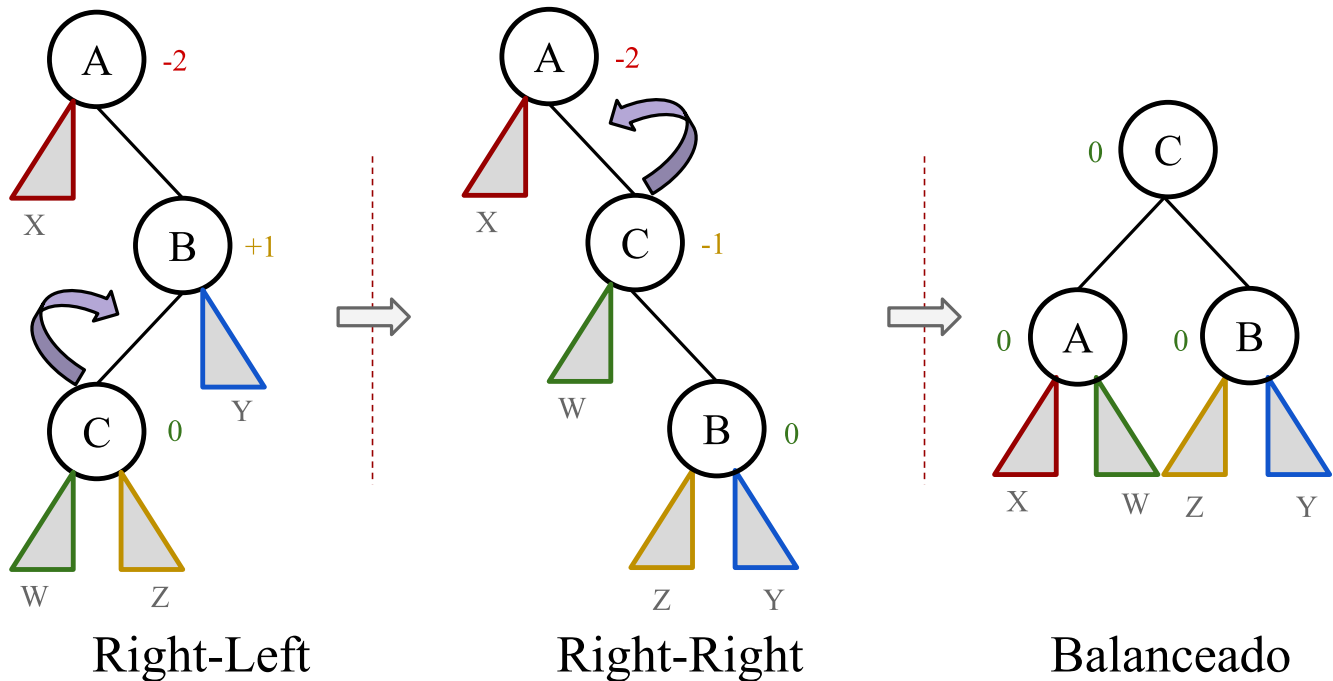 A -2
X
B +1
Y
C 0
W Z
Right-Left
A -2
X
C -1
W
B 0
Z Y
Right-Right
0 C
0 A 0 B
X W Z Y
Balanceado